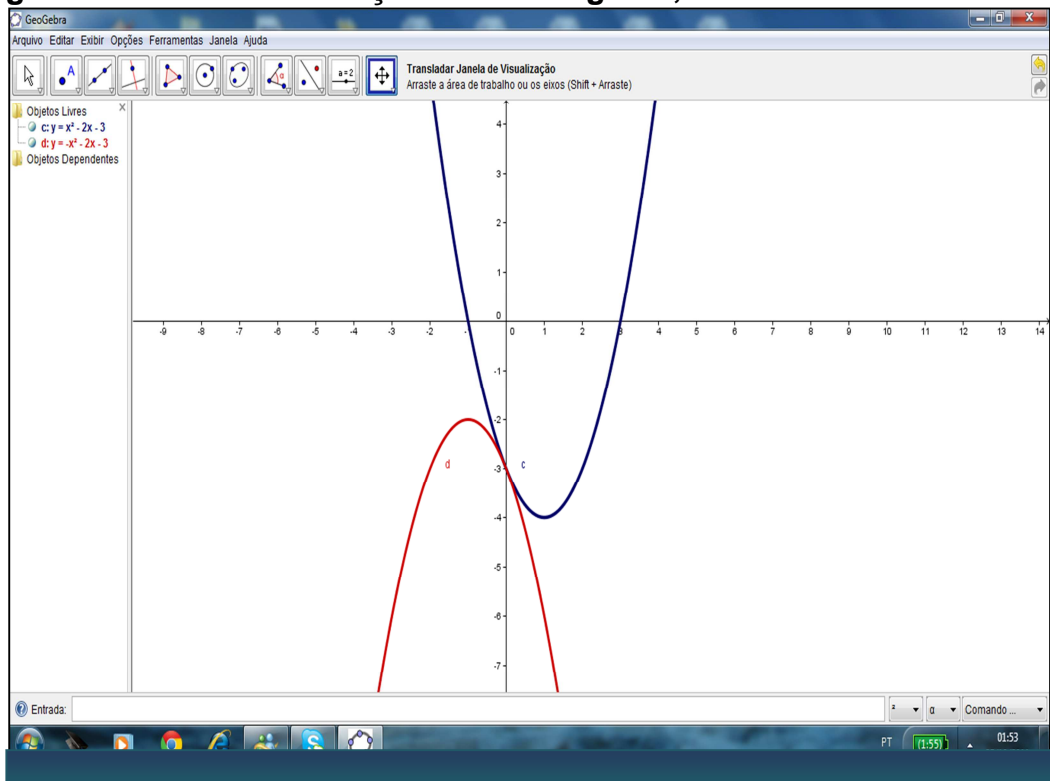 GeoGebra
Arquivo Editar Exibir Opções Ferramentas Janela Ajuda
A
α
a=2
Transladar Janela de Visualização
Arraste a área de trabalho ou os eixos (Shift + Arraste)
Objetos Livres
c: y = x² - 2x - 3
d: y = -x² - 2x - 3
Objetos Dependentes
4
3
2
1
0
-9 -8 -7 -6 -5 -4 -3 -2 0 1 2 3 4 5 6 7 8 9 10 11 12 13 14
-1
-2
d
-3
c
-4
-5
-6
-7
Entrada:
² α Comando ...
PT (1:55) 01:53